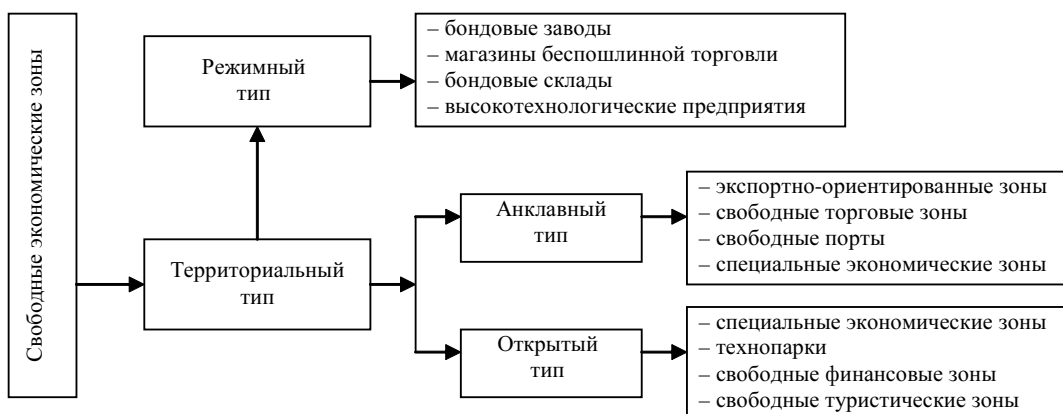 Свободные экономические зоны
Режимный
тип
– бондовые заводы
– магазины беспошлинной торговли
– бондовые склады
– высокотехнологические предприятия
Территориальный
тип
Анклавный
тип
– экспортно-ориентированные зоны
– свободные торговые зоны
– свободные порты
– специальные экономические зоны
Открытый
тип
– специальные экономические зоны
– технопарки
– свободные финансовые зоны
– свободные туристические зоны